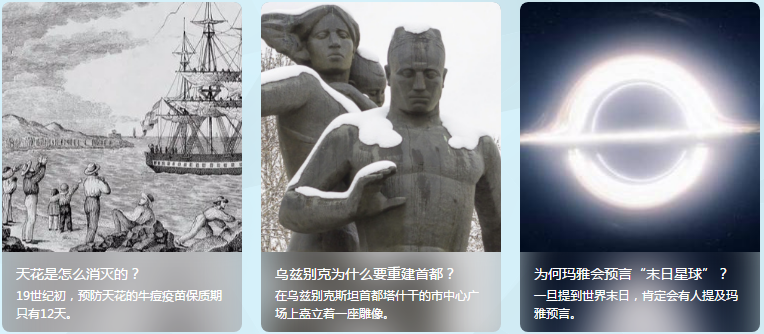 天花是怎么消灭的？
19世纪初，预防天花的牛痘疫苗保质期
只有12天。
乌兹别克为什么要重建首都？
在乌兹别克斯坦首都塔什干的市中心广
场上矗立着一座雕像。
为何玛雅会预言“末日星球”？
一旦提到世界末日，肯定会有人提及玛
雅预言。